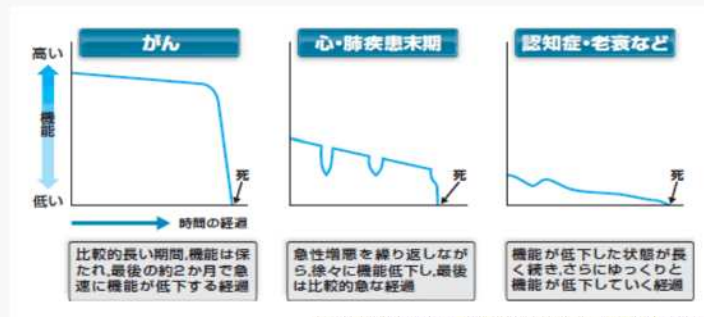 がん
心・肺疾患末期
認知症・老衰など
高い
機能
低い
死
死
死
時間の経過
比較的長い期間,機能は保
たれ,最後の約2か月で急
速に機能が低下する経過
急性増悪を繰り返しなが
ら,徐々に機能低下し,最後
は比較的急な経過
機能が低下した状態が長
く続き,さらにゆっくりと
機能が低下していく経過